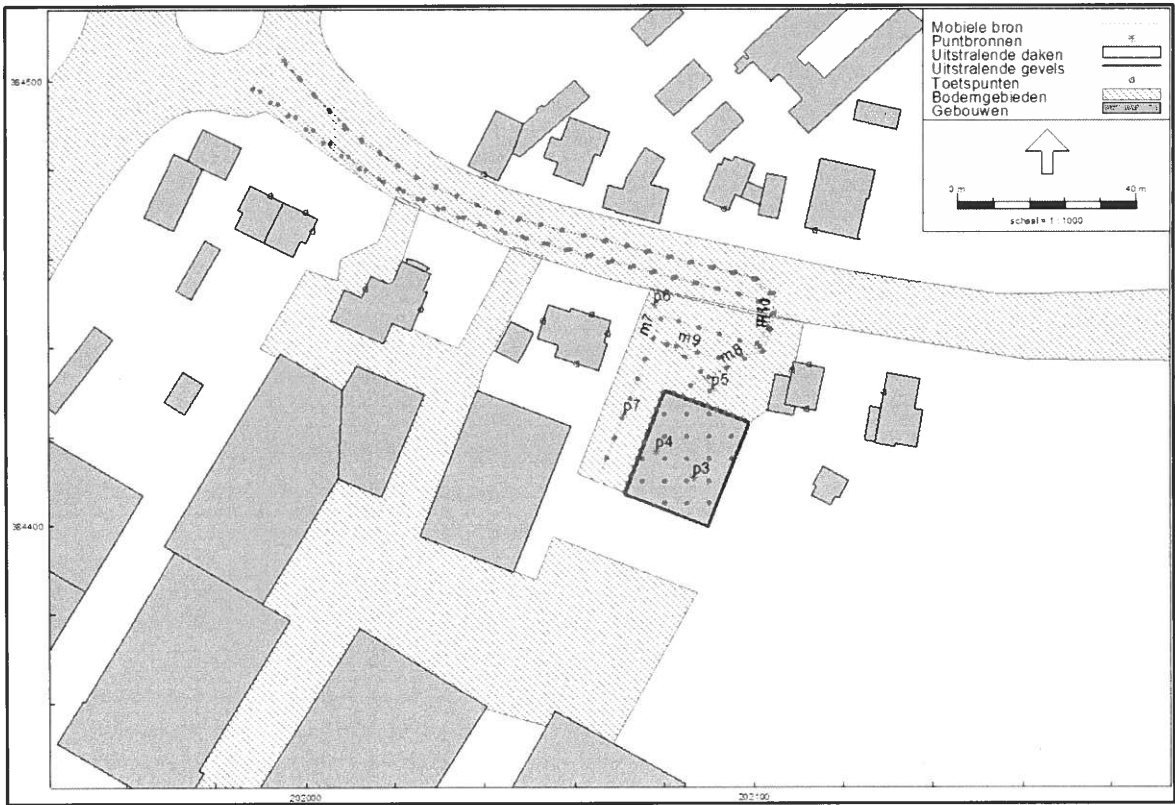 Mobiele bron
Puntbronnen
Uitstralende daken
Uitstralende gevels
Toetspunten
Bodemgebieden
Gebouwen
0 m 40 m
schaal = 1 : 1000
384500
p6
m7
m9
m8
p5
p7
p4
p3
384400
202000
202100